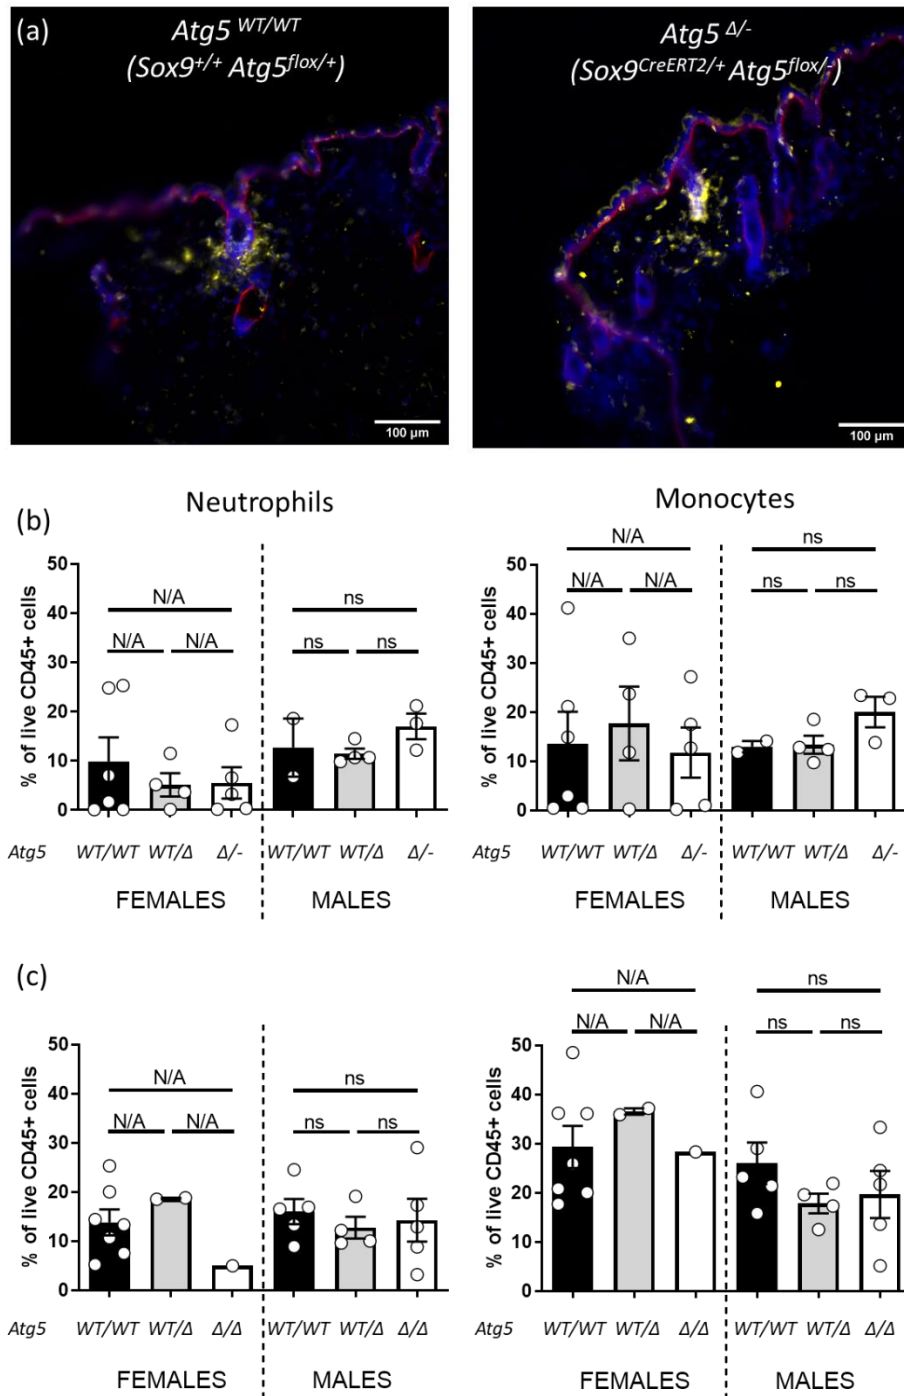 (a)
Atg5 WT/WT
(Sox9+/+ Atg5flox/+)
100 µm
Atg5 Δ/-
(Sox9CreERT2/+ Atg5flox/-)
100 µm
(b)
Neutrophils
% of live CD45+ cells
50
40
30
20
10
0
N/A
N/A N/A
ns
ns ns
Atg5 WT/WT WT/Δ Δ/- WT/WT WT/Δ Δ/-
FEMALES MALES
Monocytes
% of live CD45+ cells
50
40
30
20
10
0
N/A
N/A N/A
ns
ns ns
Atg5 WT/WT WT/Δ Δ/- WT/WT WT/Δ Δ/-
FEMALES MALES
(c)
% of live CD45+ cells
50
40
30
20
10
0
N/A
N/A N/A
ns
ns ns
Atg5 WT/WT WT/Δ Δ/Δ WT/WT WT/Δ Δ/Δ
FEMALES MALES
% of live CD45+ cells
50
40
30
20
10
0
N/A
N/A N/A
ns
ns ns
Atg5 WT/WT WT/Δ Δ/Δ WT/WT WT/Δ Δ/Δ
FEMALES MALES